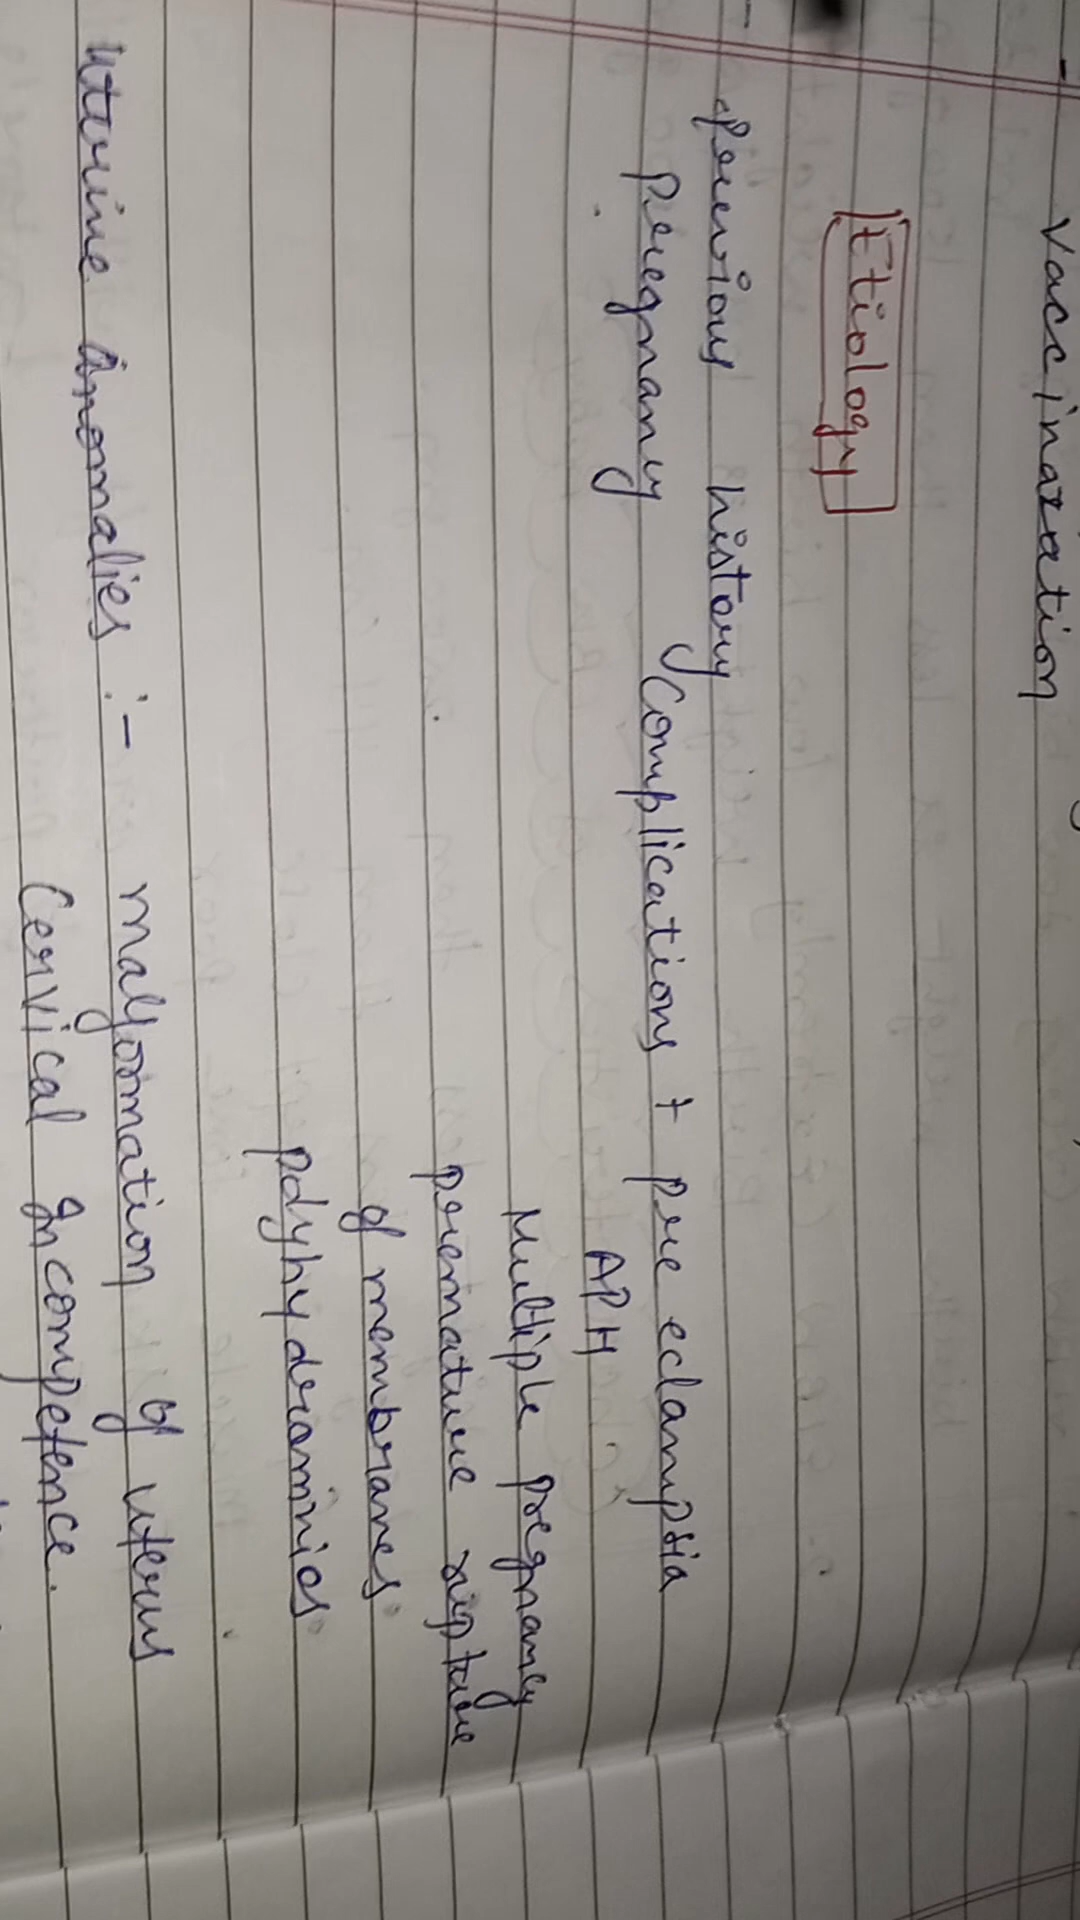 - Vaccination
Etiology
- previous history
pregnancy Complications + pre eclampsia
APH
Multiple pregnancy
premature rupture
of membranes
polyhydramnios
uterine Anomalies :- malformation of uterus
Cervical Incompetence.